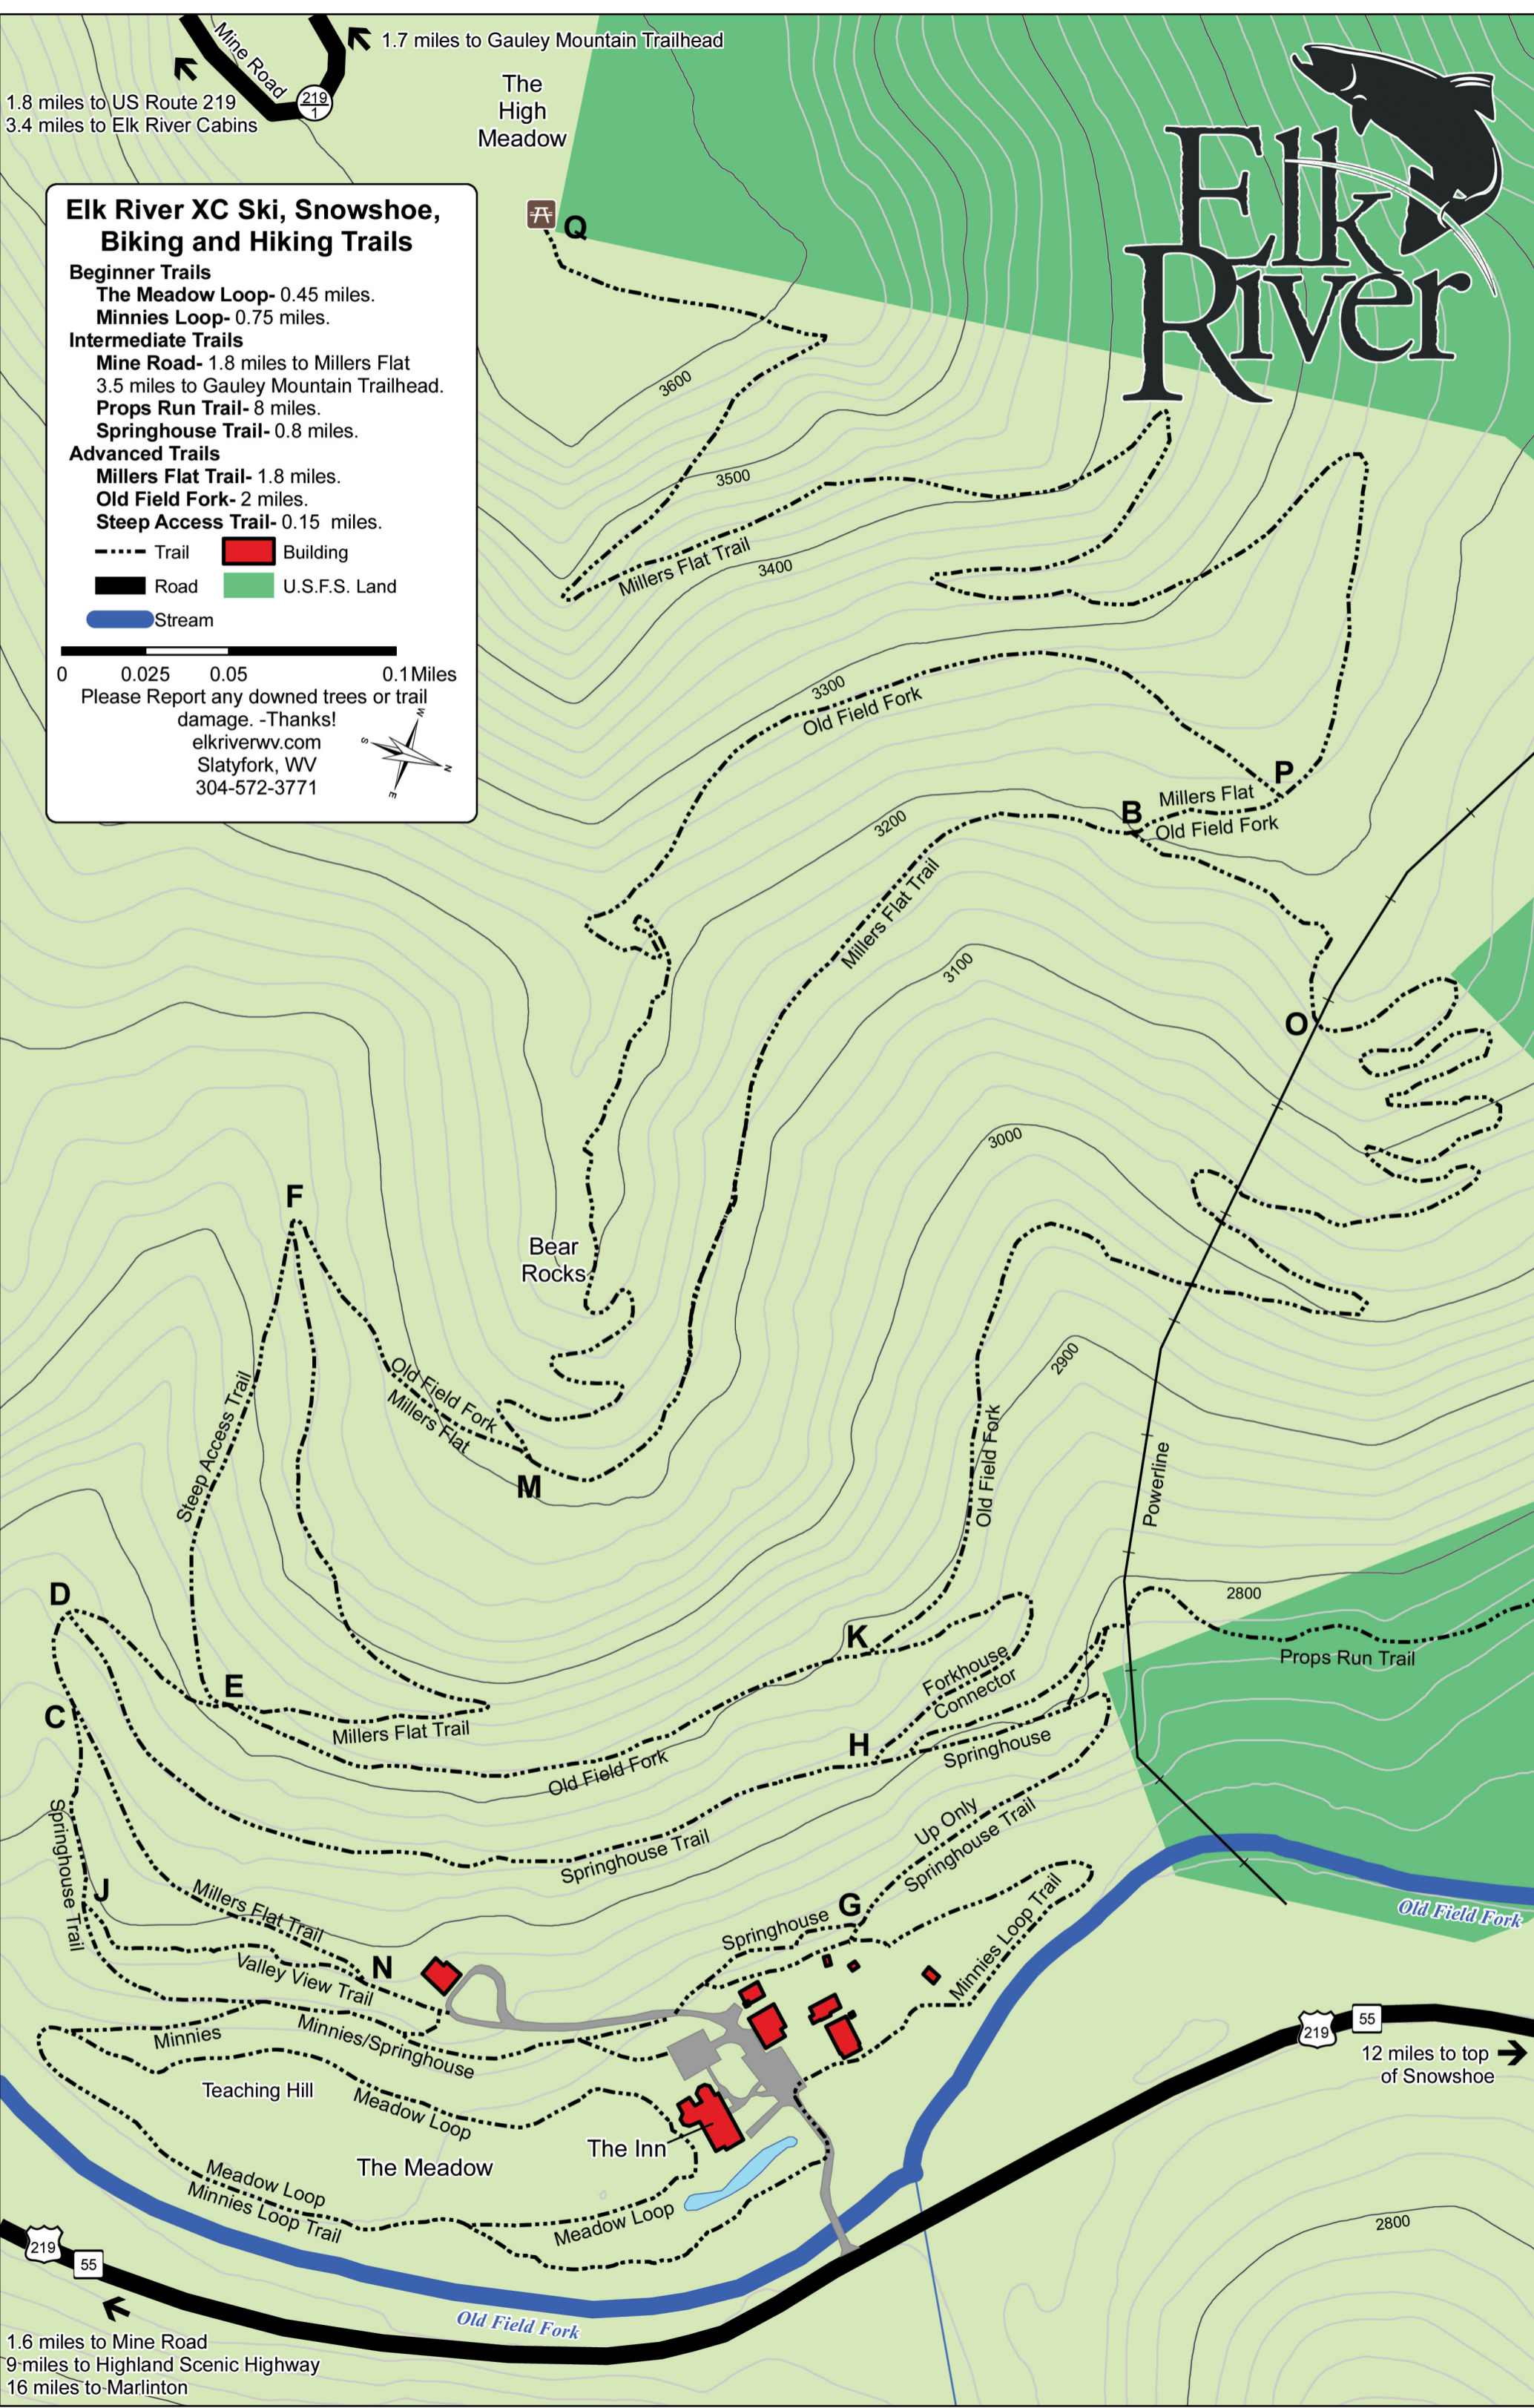 1.7 miles to Gauley Mountain Trailhead
Mine Road
219
1
1.8 miles to US Route 219
3.4 miles to Elk River Cabins
The
High
Meadow
Elk
River
Q
Elk River XC Ski, Snowshoe,
Biking and Hiking Trails
Beginner Trails
The Meadow Loop- 0.45 miles.
Minnies Loop- 0.75 miles.
Intermediate Trails
Mine Road- 1.8 miles to Millers Flat
3.5 miles to Gauley Mountain Trailhead.
Props Run Trail- 8 miles.
Springhouse Trail- 0.8 miles.
Advanced Trails
Millers Flat Trail- 1.8 miles.
Old Field Fork- 2 miles.
Steep Access Trail- 0.15 miles.
Trail
Building
Road
U.S.F.S. Land
Stream
0 0.025 0.05 0.1 Miles
Please Report any downed trees or trail
damage. -Thanks!
elkriverwv.com
Slatyfork, WV
304-572-3771
W
S
N
E
3600
3500
Millers Flat Trail
3400
3300
Old Field Fork
P
Millers Flat
B
Old Field Fork
3200
Millers Flat Trail
3100
O
3000
F
Bear
Rocks
2900
Old Field Fork
Millers Flat
Steep Access Trail
M
Old Field Fork
Powerline
D
2800
K
Props Run Trail
Forkhouse
Connector
E
C
Millers Flat Trail
H
Springhouse
Old Field Fork
Up Only
Springhouse Trail
Springhouse Trail
Springhouse Trail
J
Millers Flat Trail
G
Springhouse
Minnies Loop Trail
Old Field Fork
N
Valley View Trail
Minnies
Minnies/Springhouse
219
55
12 miles to top
of Snowshoe
Teaching Hill
Meadow Loop
The Inn
The Meadow
Meadow Loop
Minnies Loop Trail
Meadow Loop
2800
219
55
Old Field Fork
1.6 miles to Mine Road
9 miles to Highland Scenic Highway
16 miles to Marlinton